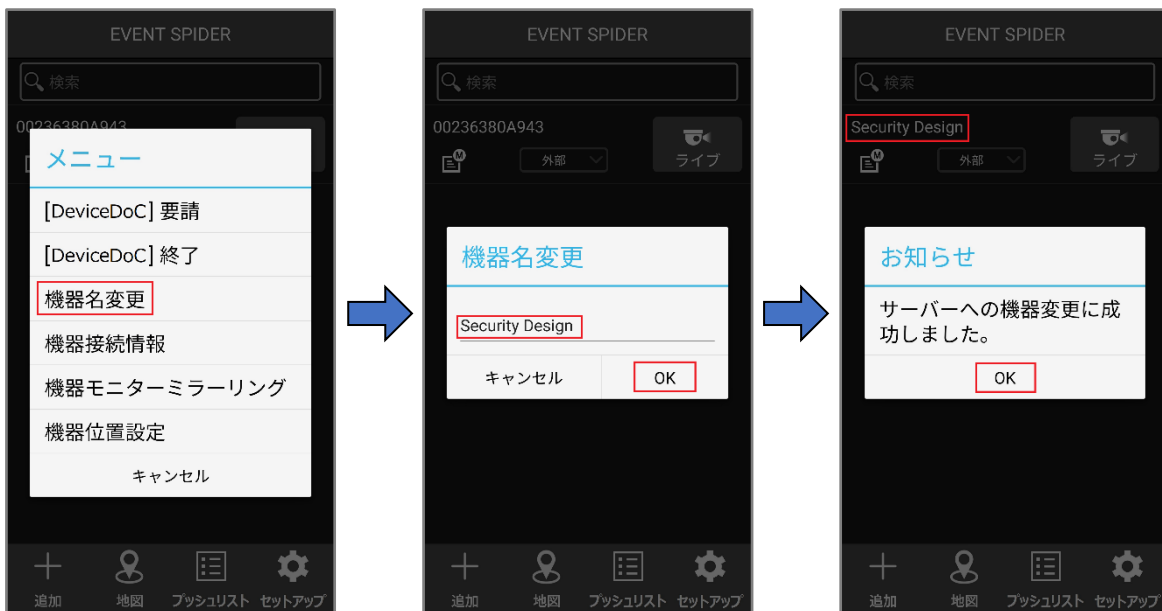 EVENT SPIDER
検索
00236380A943
メニュー
[DeviceDoC] 要請
[DeviceDoC] 終了
機器名変更
機器接続情報
機器モニターミラーリング
機器位置設定
キャンセル
追加 地図 プッシュリスト セットアップ
EVENT SPIDER
検索
00236380A943
M 外部 ライブ
機器名変更
Security Design
キャンセル OK
追加 地図 プッシュリスト セットアップ
EVENT SPIDER
検索
Security Design
M 外部 ライブ
お知らせ
サーバーへの機器変更に成
功しました。
OK
追加 地図 プッシュリスト セットアップ